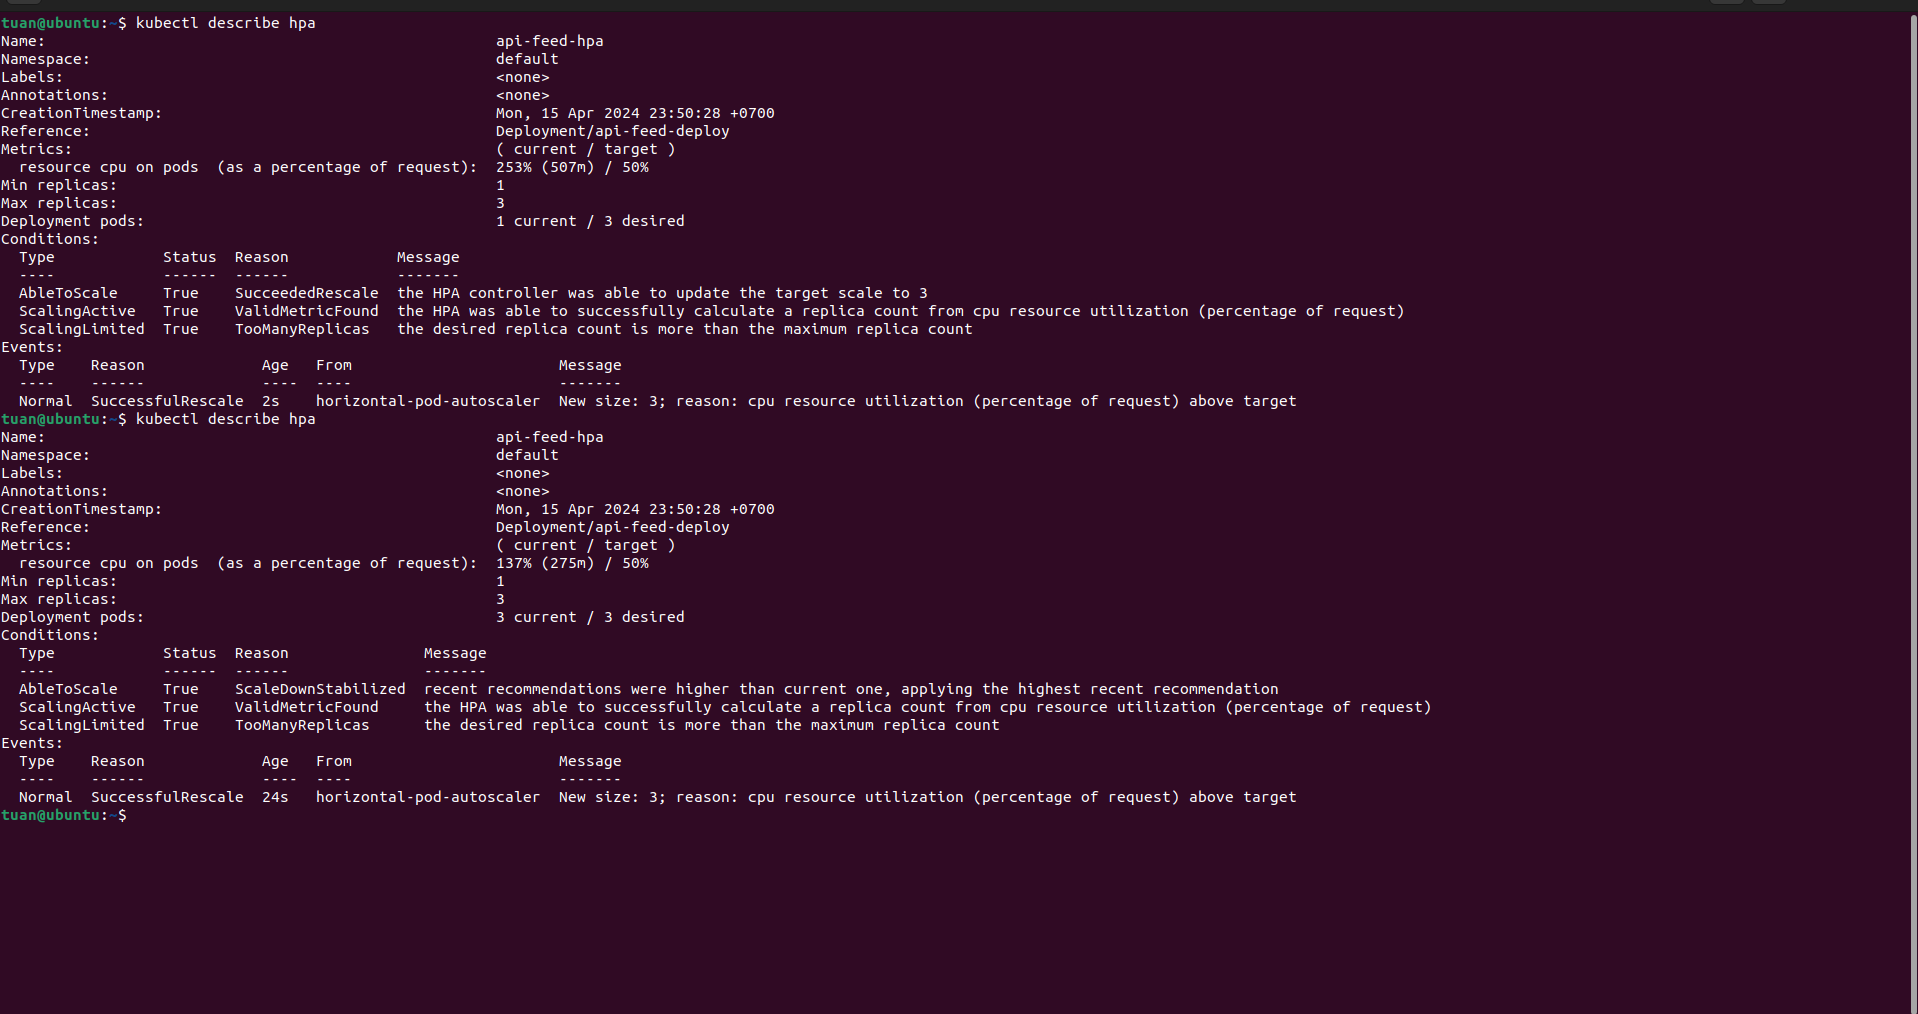 tuan@ubuntu:~$ kubectl describe hpa
Name:                                                  api-feed-hpa
Namespace:                                             default
Labels:                                                <none>
Annotations:                                           <none>
CreationTimestamp:                                     Mon, 15 Apr 2024 23:50:28 +0700
Reference:                                             Deployment/api-feed-deploy
Metrics:                                               ( current / target )
  resource cpu on pods  (as a percentage of request):  253% (507m) / 50%
Min replicas:                                          1
Max replicas:                                          3
Deployment pods:                                       1 current / 3 desired
Conditions:
  Type            Status  Reason            Message
  ----            ------  ------            -------
  AbleToScale     True    SucceededRescale  the HPA controller was able to update the target scale to 3
  ScalingActive   True    ValidMetricFound  the HPA was able to successfully calculate a replica count from cpu resource utilization (percentage of request)
  ScalingLimited  True    TooManyReplicas   the desired replica count is more than the maximum replica count
Events:
  Type    Reason             Age   From                       Message
  ----    ------             ----  ----                       -------
  Normal  SuccessfulRescale  2s    horizontal-pod-autoscaler  New size: 3; reason: cpu resource utilization (percentage of request) above target
tuan@ubuntu:~$ kubectl describe hpa
Name:                                                  api-feed-hpa
Namespace:                                             default
Labels:                                                <none>
Annotations:                                           <none>
CreationTimestamp:                                     Mon, 15 Apr 2024 23:50:28 +0700
Reference:                                             Deployment/api-feed-deploy
Metrics:                                               ( current / target )
  resource cpu on pods  (as a percentage of request):  137% (275m) / 50%
Min replicas:                                          1
Max replicas:                                          3
Deployment pods:                                       3 current / 3 desired
Conditions:
  Type            Status  Reason               Message
  ----            ------  ------               -------
  AbleToScale     True    ScaleDownStabilized  recent recommendations were higher than current one, applying the highest recent recommendation
  ScalingActive   True    ValidMetricFound     the HPA was able to successfully calculate a replica count from cpu resource utilization (percentage of request)
  ScalingLimited  True    TooManyReplicas      the desired replica count is more than the maximum replica count
Events:
  Type    Reason             Age   From                       Message
  ----    ------             ----  ----                       -------
  Normal  SuccessfulRescale  24s   horizontal-pod-autoscaler  New size: 3; reason: cpu resource utilization (percentage of request) above target
tuan@ubuntu:~$